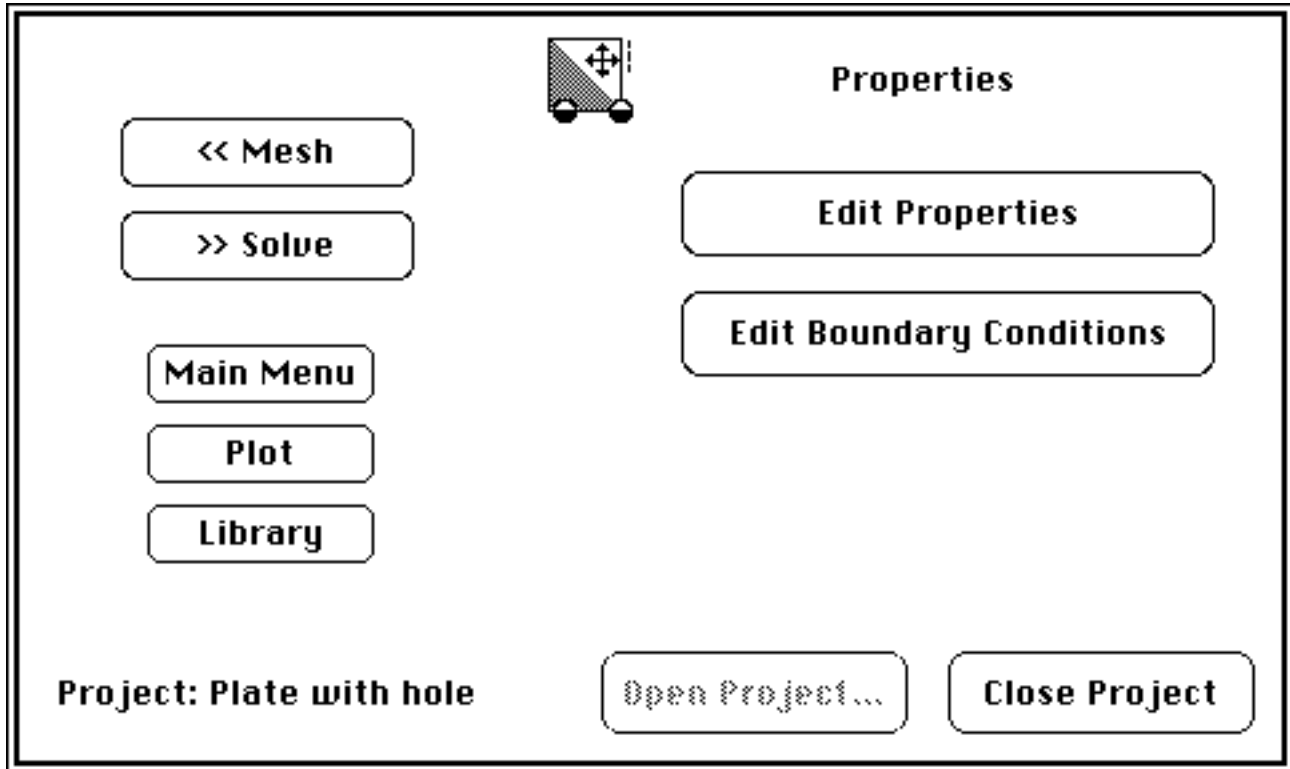 Properties
<< Mesh
>> Solve
Edit Properties
Edit Boundary Conditions
Main Menu
Plot
Library
Project: Plate with hole
Open Project...
Close Project